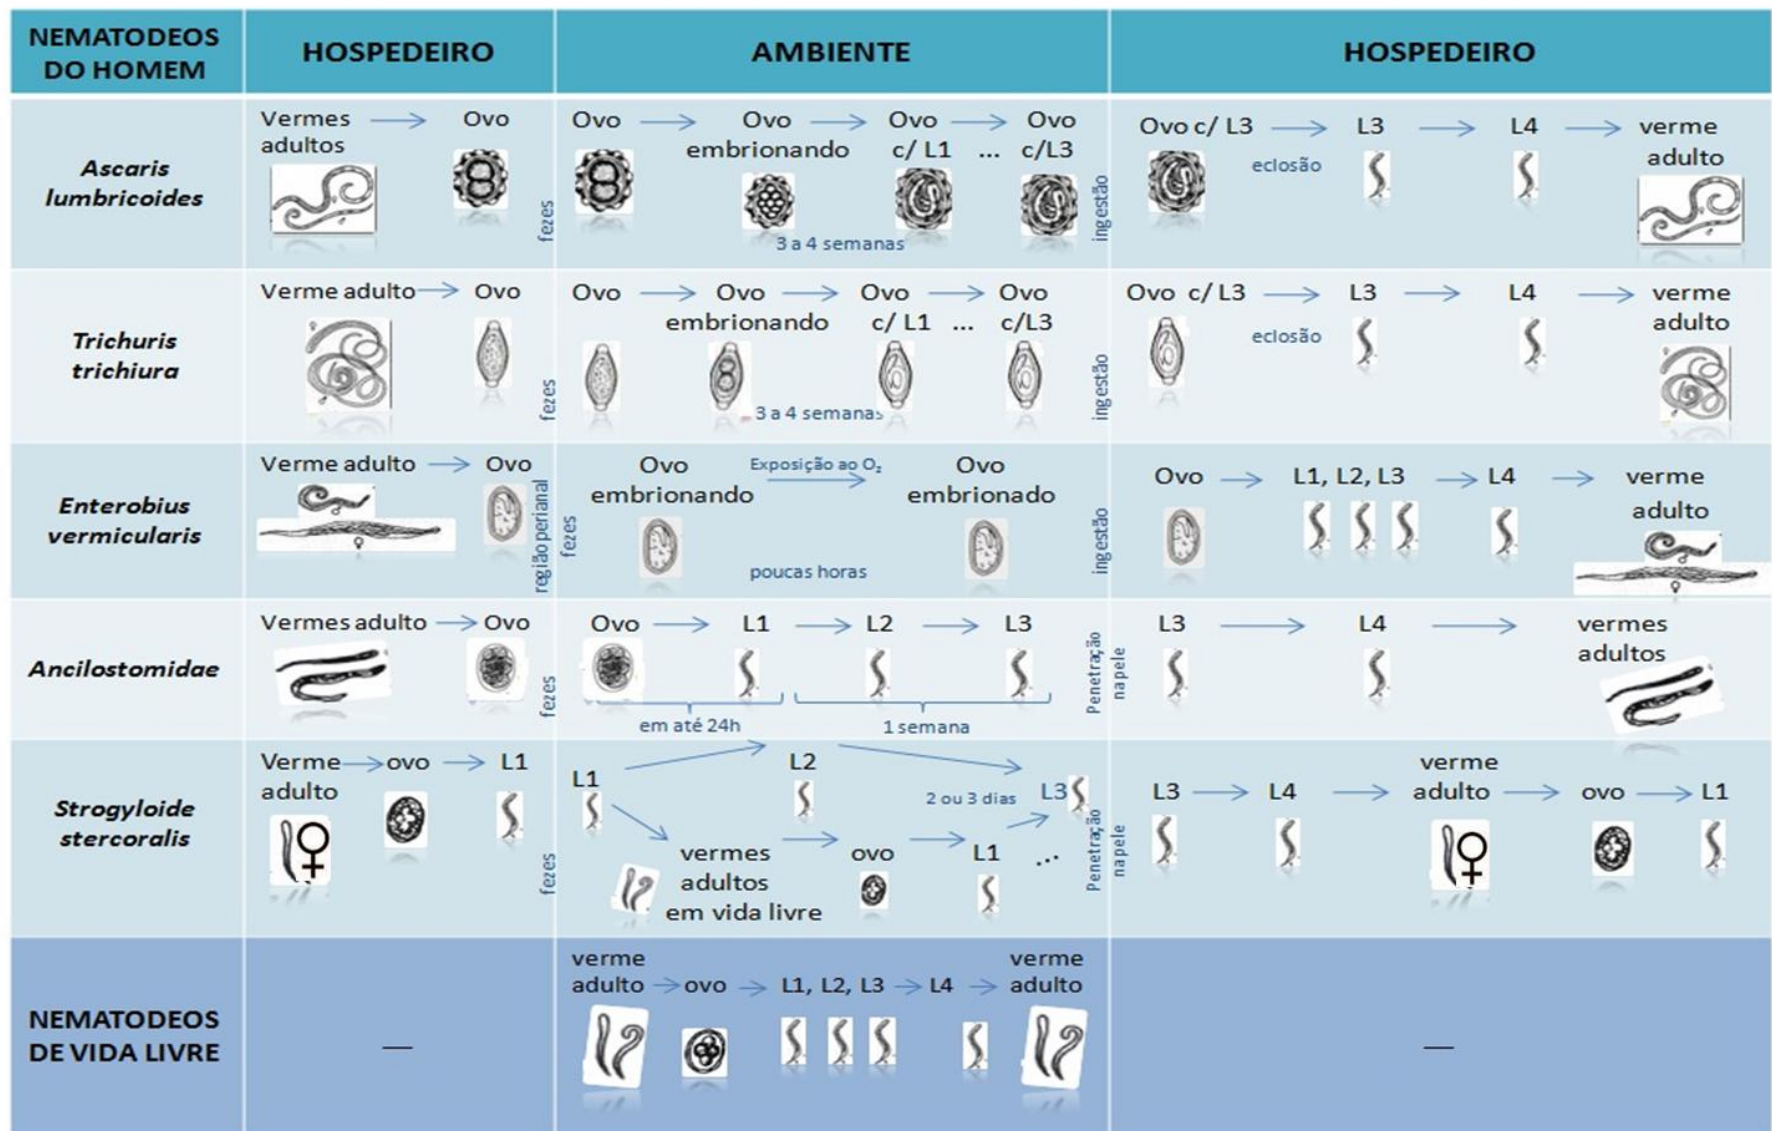 NEMATODEOS
DO HOMEM
HOSPEDEIRO
AMBIENTE
HOSPEDEIRO
Ascaris
lumbricoides
Vermes
adultos
Ovo
fezes
Ovo
Ovo
embrionando
Ovo
c/ L1
...
Ovo
c/L3
3 a 4 semanas
ingestão
Ovo c/ L3
eclosão
L3
L4
verme
adulto
Trichuris
trichiura
Verme adulto
Ovo
fezes
Ovo
Ovo
embrionando
Ovo
c/ L1
...
Ovo
c/L3
3 a 4 semanas
ingestão
Ovo c/ L3
eclosão
L3
L4
verme
adulto
Enterobius
vermicularis
Verme adulto
Ovo
região perianal
fezes
Ovo
embrionando
Exposição ao O₂
poucas horas
Ovo
embrionado
ingestão
Ovo
L1, L2, L3
L4
verme
adulto
Ancilostomidae
Vermes adulto
Ovo
fezes
Ovo
L1
L2
L3
em até 24h
1 semana
Penetração
na pele
L3
L4
vermes
adultos
Strogyloide
stercoralis
Verme
adulto
ovo
L1
fezes
L1
L2
2 ou 3 dias
L3
vermes
adultos
em vida livre
ovo
L1
...
Penetração
na pele
L3
L4
verme
adulto
ovo
L1
NEMATODEOS
DE VIDA LIVRE
—
verme
adulto
ovo
L1, L2, L3
L4
verme
adulto
—